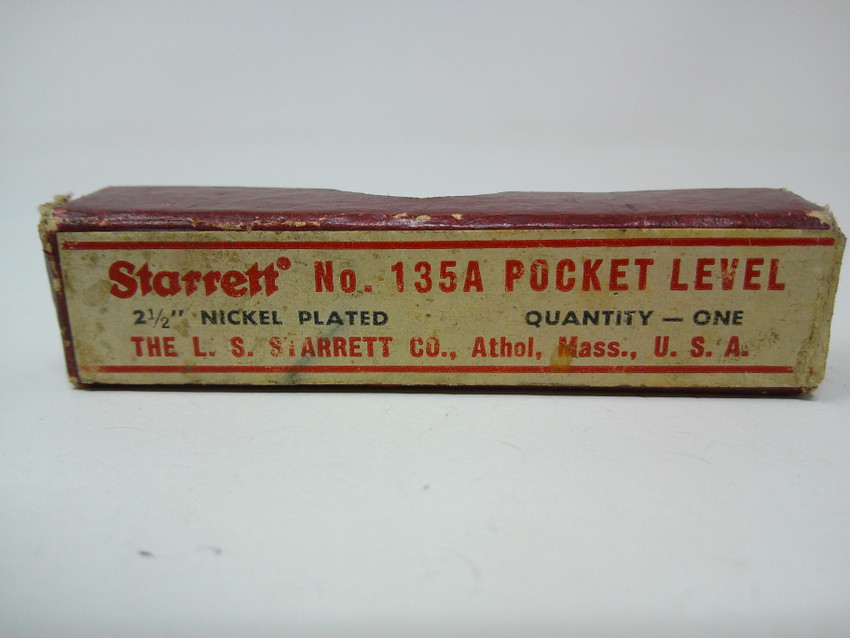 Starrett® No. 135A POCKET LEVEL
2½" NICKEL PLATED QUANTITY — ONE
THE L. S. STARRETT CO., Athol, Mass., U. S. A.